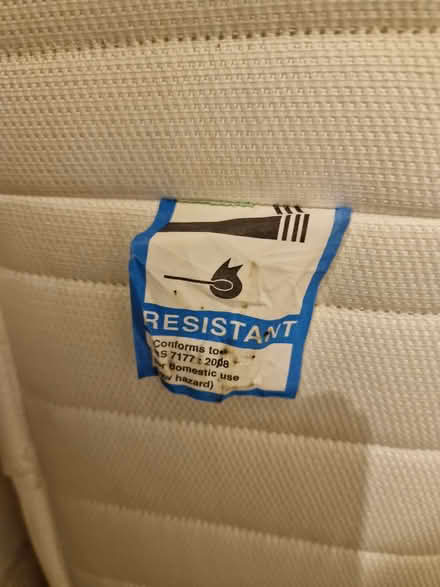 RESISTANT
Conforms to
S 7177 : 2008
r domestic use
w hazard)